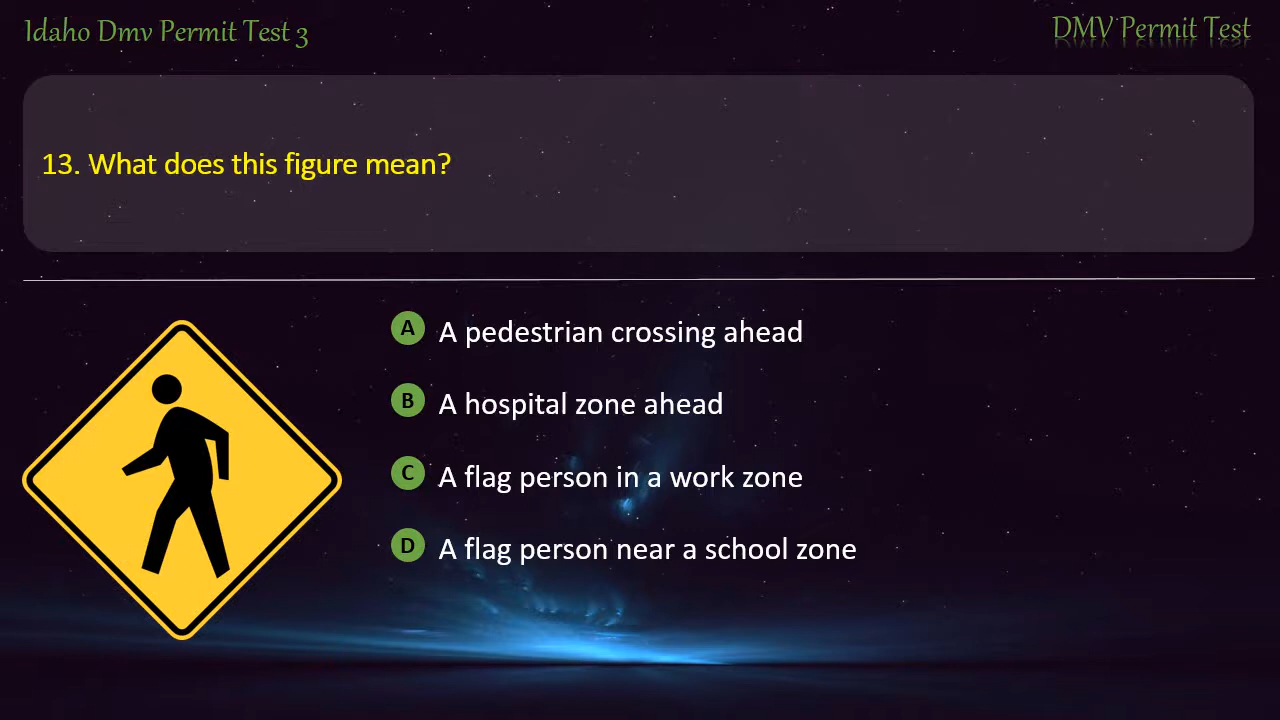 Idaho Dmv Permit Test 3
DMV Permit Test
13. What does this figure mean?
A A pedestrian crossing ahead
B A hospital zone ahead
C A flag person in a work zone
D A flag person near a school zone